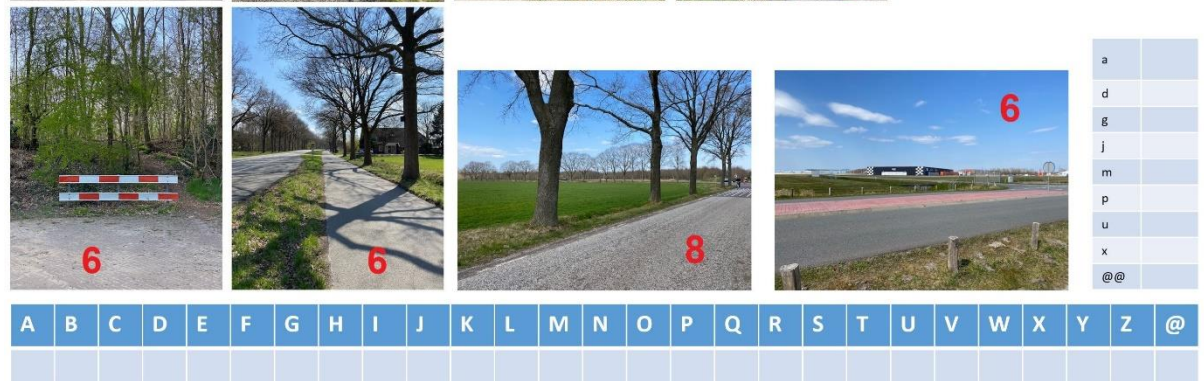 6
6
8
6
a
d
g
j
m
p
u
x
@@
A B C D E F G H I J K L M N O P Q R S T U V W X Y Z @